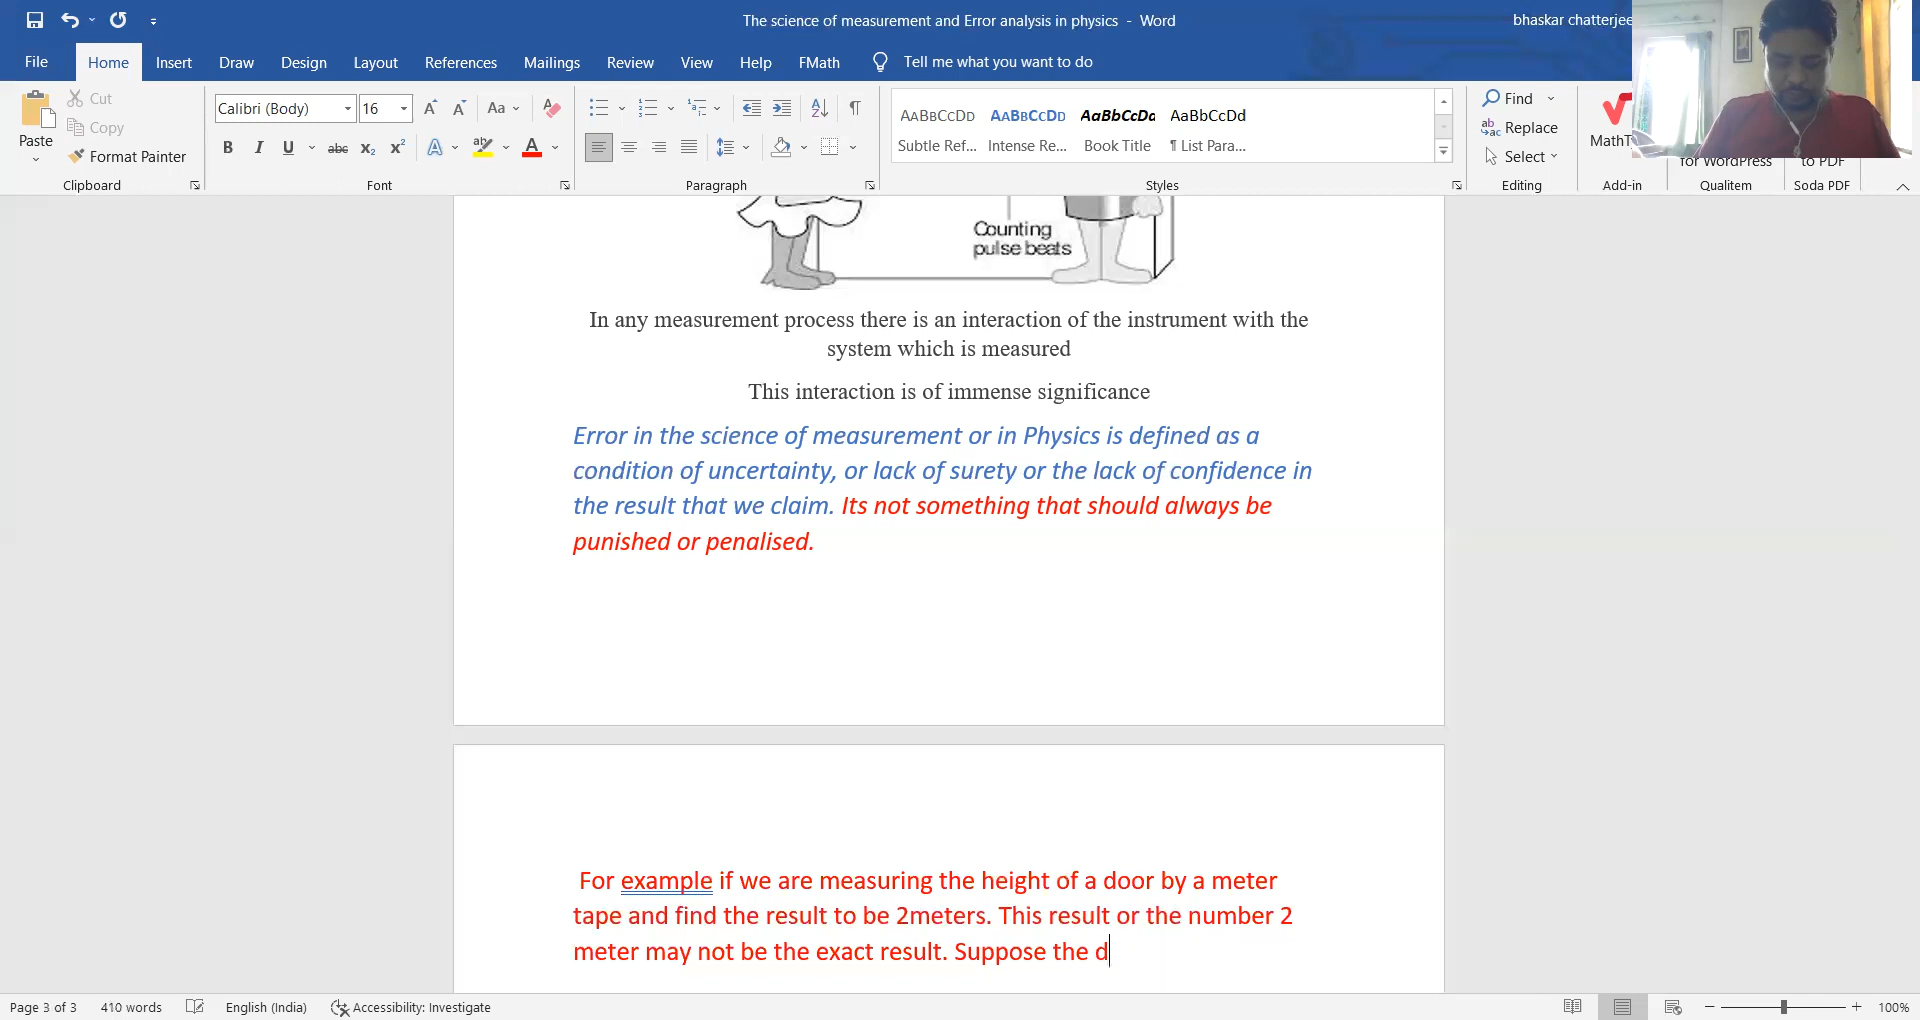 The science of measurement and Error analysis in physics - Word
bhaskar chatterjee
File Home Insert Draw Design Layout References Mailings Review View Help FMath Tell me what you want to do
Cut
Copy
Paste
Format Painter
Clipboard
Calibri (Body) 16
Aa
B I U abc x₂ x² A ab A
Font
Paragraph
AABBCCDD AABBCCDD AaBbCcDd AaBbCcDd
Subtle Ref... Intense Re... Book Title ¶ List Para...
Styles
Find
Replace
Select
Editing
Add-in
for WordPress
Qualitem
to PDF
Soda PDF
Counting
pulse beats
In any measurement process there is an interaction of the instrument with the
system which is measured
This interaction is of immense significance
Error in the science of measurement or in Physics is defined as a
condition of uncertainty, or lack of surety or the lack of confidence in
the result that we claim. Its not something that should always be
punished or penalised.
For example if we are measuring the height of a door by a meter
tape and find the result to be 2meters. This result or the number 2
meter may not be the exact result. Suppose the d
Page 3 of 3 410 words English (India) Accessibility: Investigate 100%